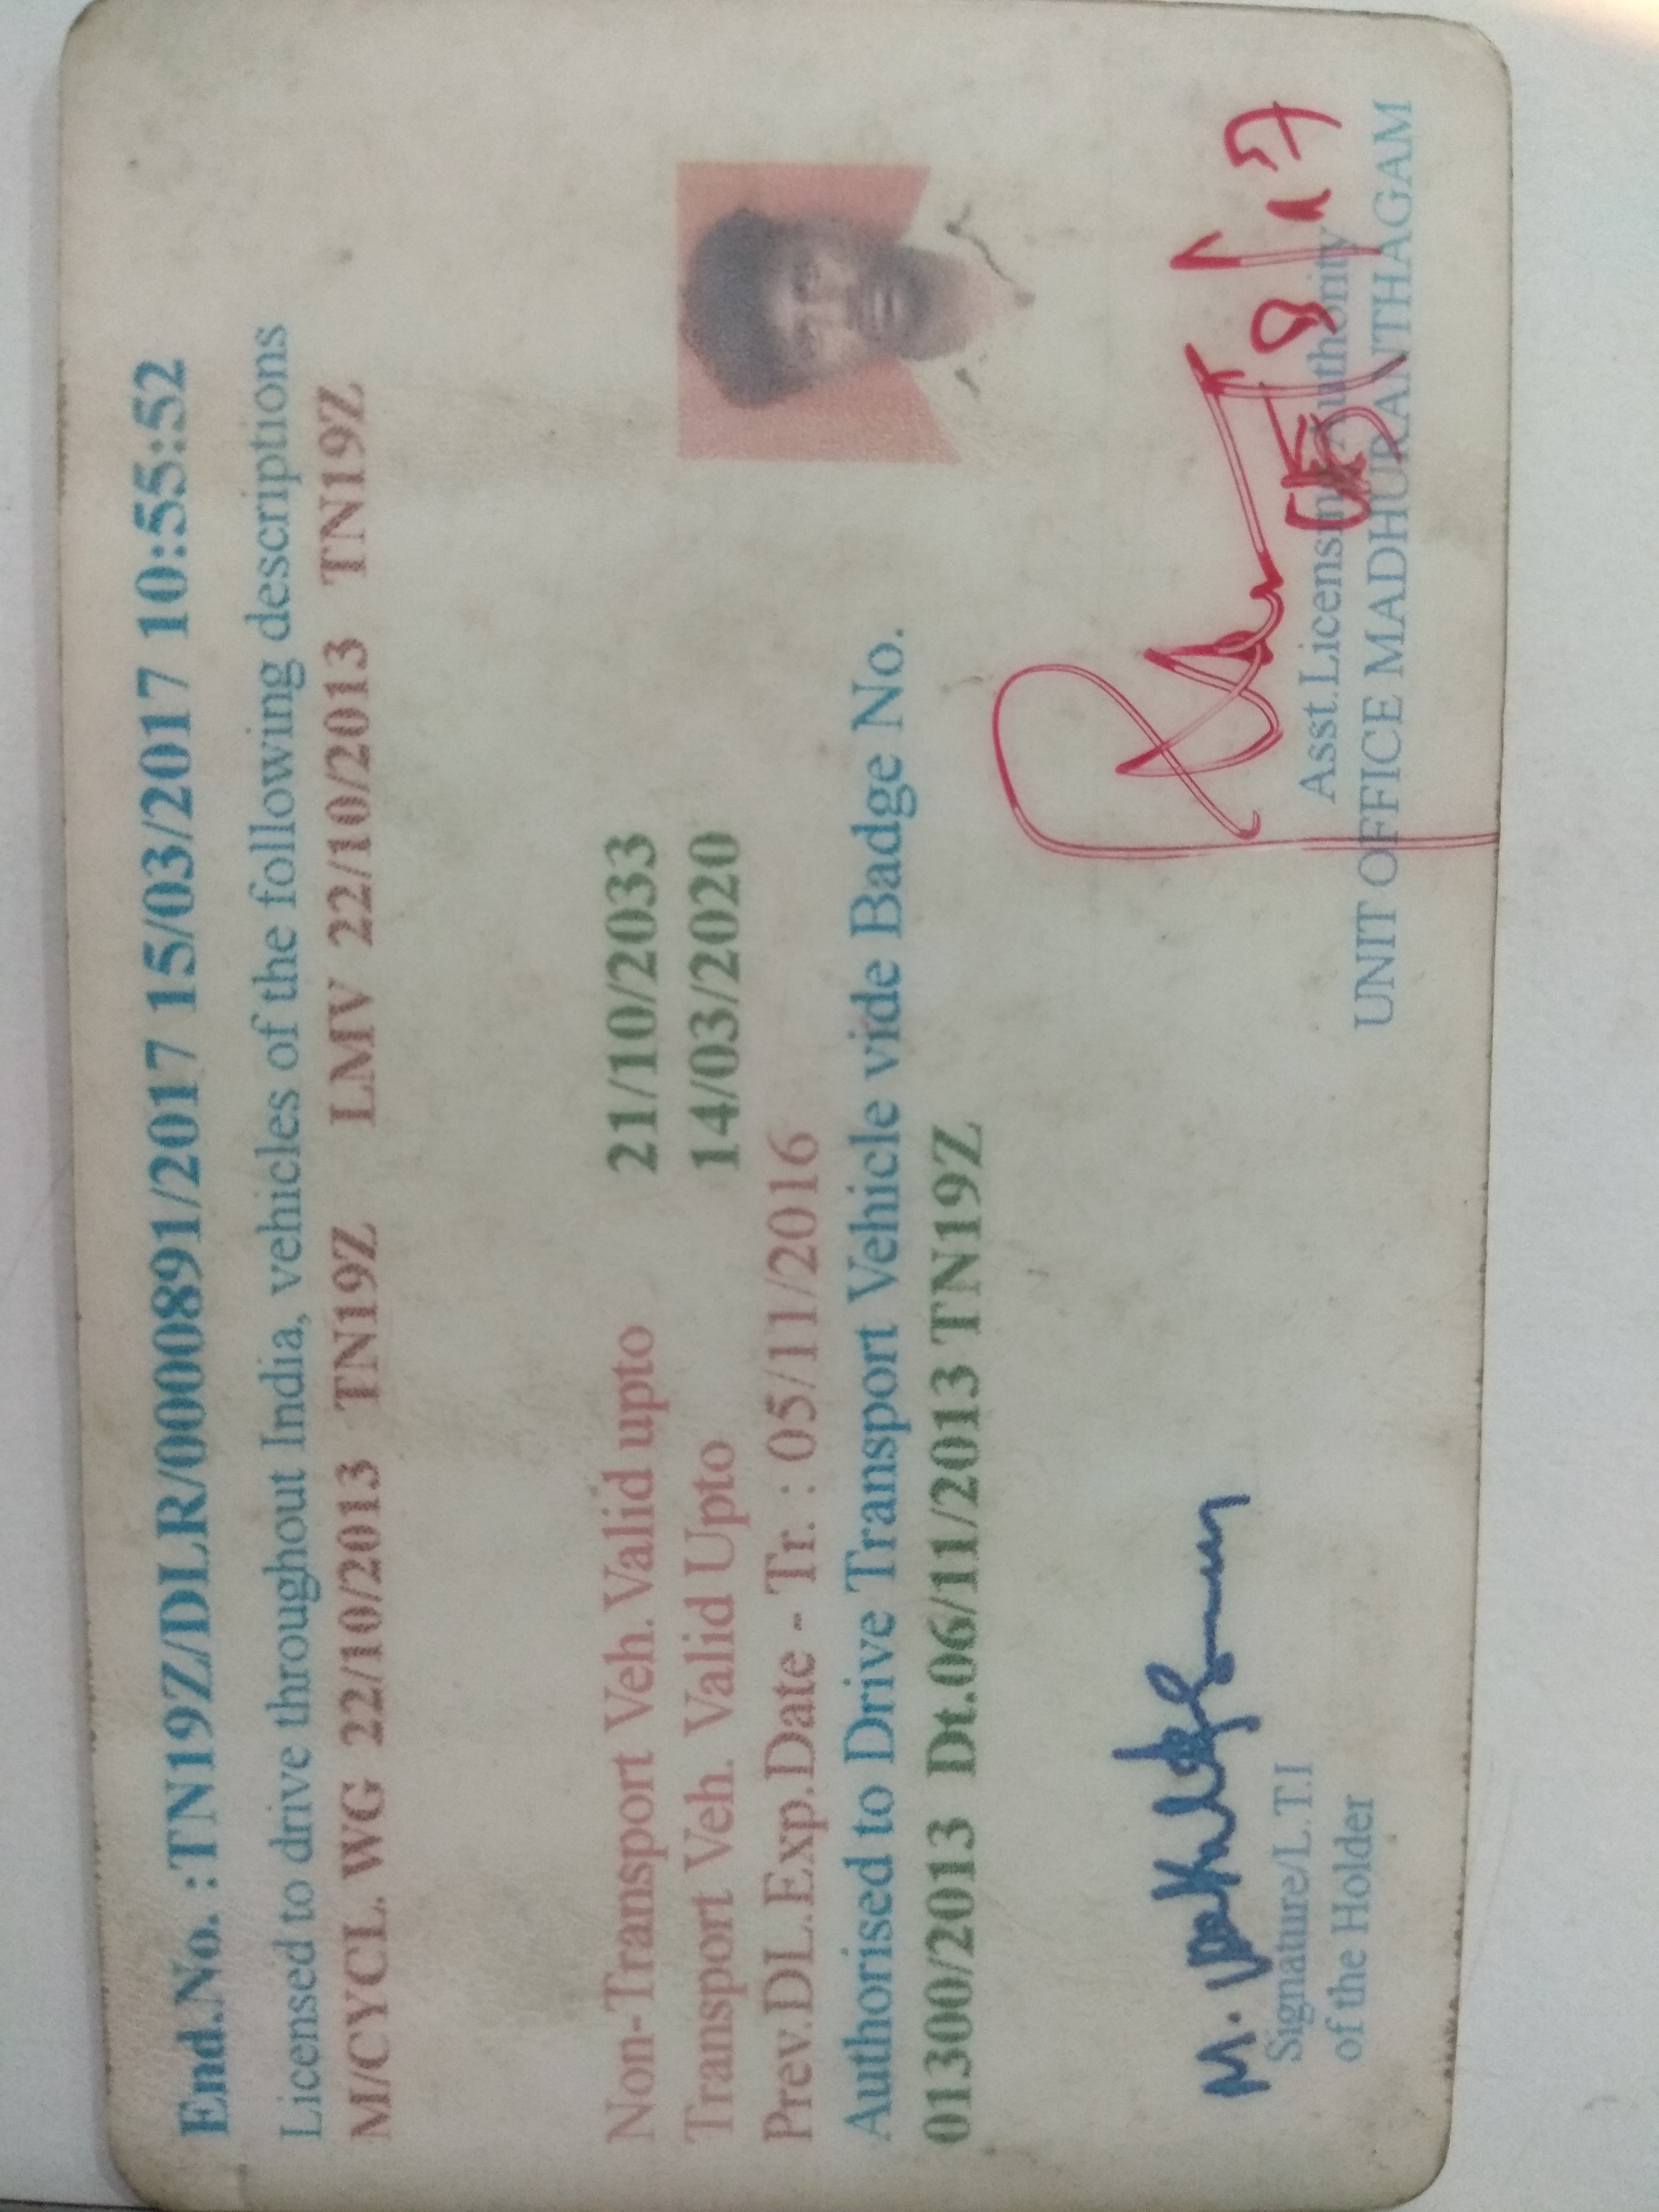 End.No. :TN19Z/DLR/000891/2017 15/03/2017 10:55:52
Licensed to drive throughout India, vehicles of the following descriptions
M/CYCL. WG 22/10/2013 TN19Z LMV 22/10/2013 TN19Z
Non-Transport Veh.Valid upto 21/10/2033
Transport Veh. Valid Upto 14/03/2020
Prev.DL.Exp.Date - Tr. : 05/11/2016
Authorised to Drive Transport Vehicle vide Badge No.
01300/2013 Dt.06/11/2013 TN19Z
M.
Signature/L.T.I
of the Holder
Asst.Licensing Authority
UNIT OFFICE MADHURANTHAGAM